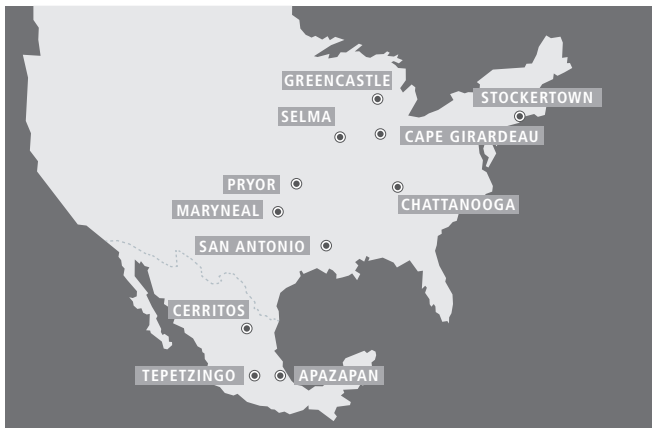 GREENCASTLE
STOCKERTOWN
SELMA
CAPE GIRARDEAU
PRYOR
CHATTANOOGA
MARYNEAL
SAN ANTONIO
CERRITOS
TEPETZINGO
APAZAPAN